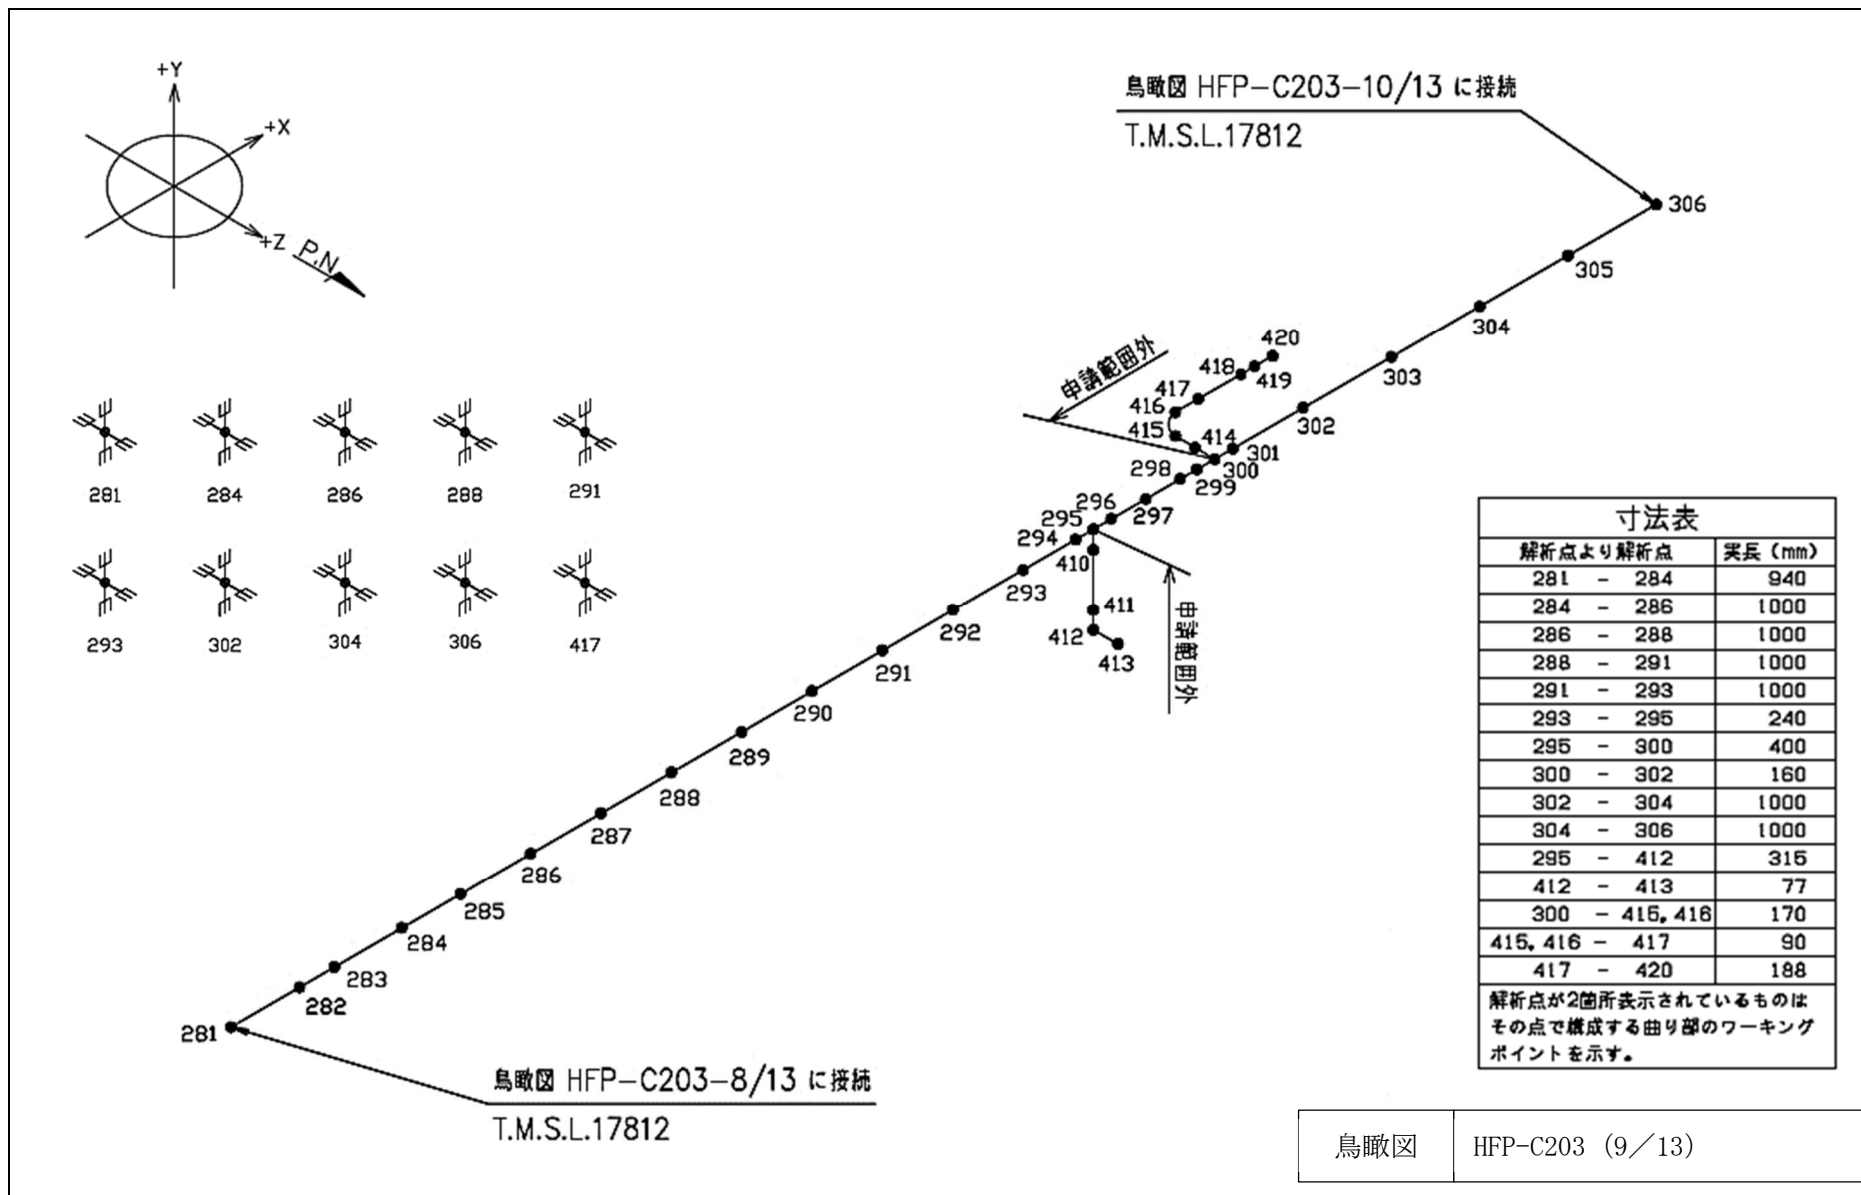 +Y
+X
+Z
P.N
鳥瞰図 HFP-C203-10/13 に接続
T.M.S.L.17812
306
305
304
303
302
301
300
299
298
297
296
295
294
293
292
291
290
289
288
287
286
285
284
283
282
281
420
419
418
417
416
415
414
申請範囲外
410
411
412
413
申請範囲外
281 284 286 288 291
293 302 304 306 417
鳥瞰図 HFP-C203-8/13 に接続
T.M.S.L.17812
寸法表
解析点より解析点 実長 (mm)
281 - 284 940
284 - 286 1000
286 - 288 1000
288 - 291 1000
291 - 293 1000
293 - 295 240
295 - 300 400
300 - 302 160
302 - 304 1000
304 - 306 1000
295 - 412 315
412 - 413 77
300 - 415,416 170
415,416 - 417 90
417 - 420 188
解析点が2箇所表示されているものは
その点で構成する曲り部のワーキング
ポイントを示す。
鳥瞰図 HFP-C203 (9/13)